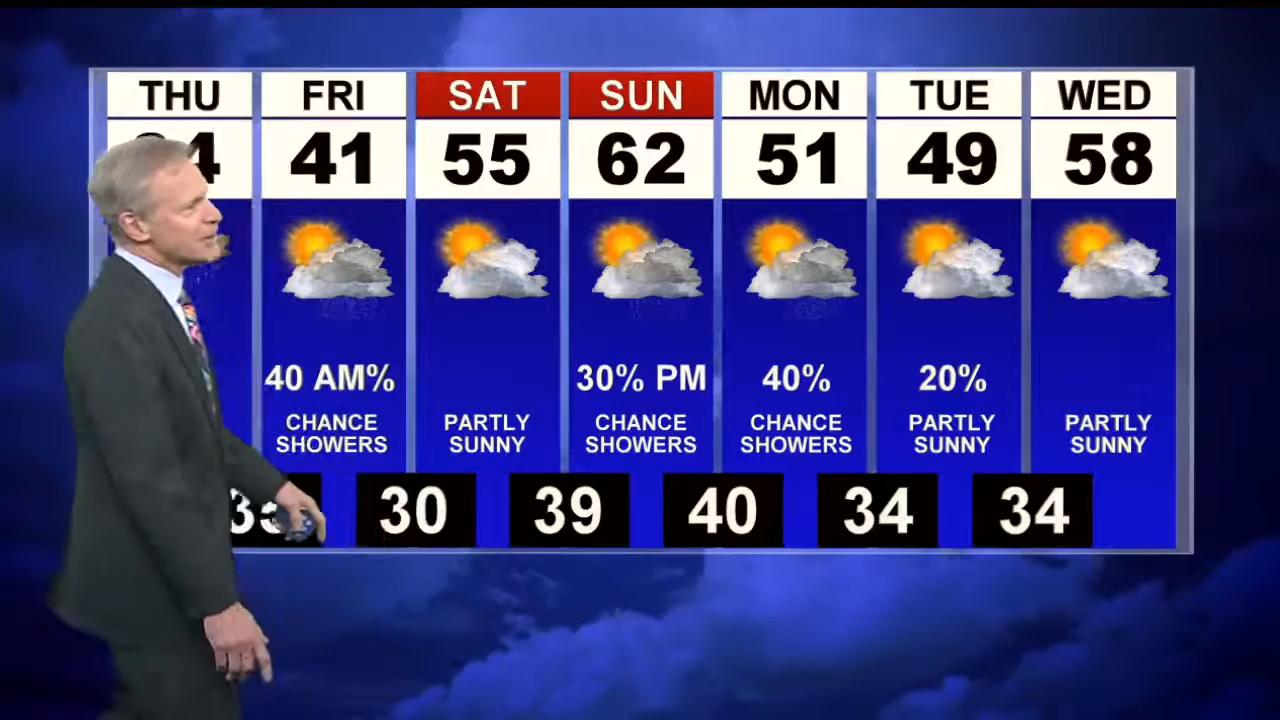 THU FRI SAT SUN MON TUE WED
41 55 62 51 49 58
40 AM% 30% PM 40% 20%
CHANCE PARTLY CHANCE CHANCE PARTLY PARTLY
SHOWERS SUNNY SHOWERS SHOWERS SUNNY SUNNY
30 39 40 34 34